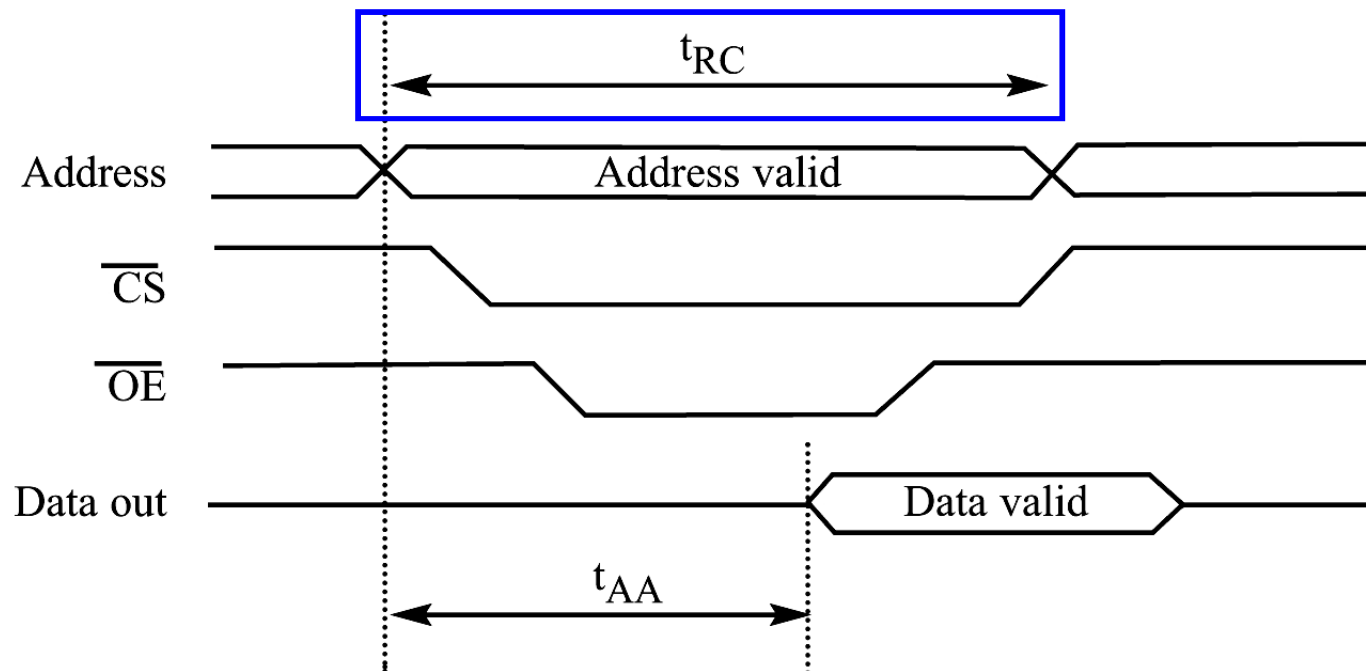 tRC
Address
Address valid
CS
OE
Data out
Data valid
tAA